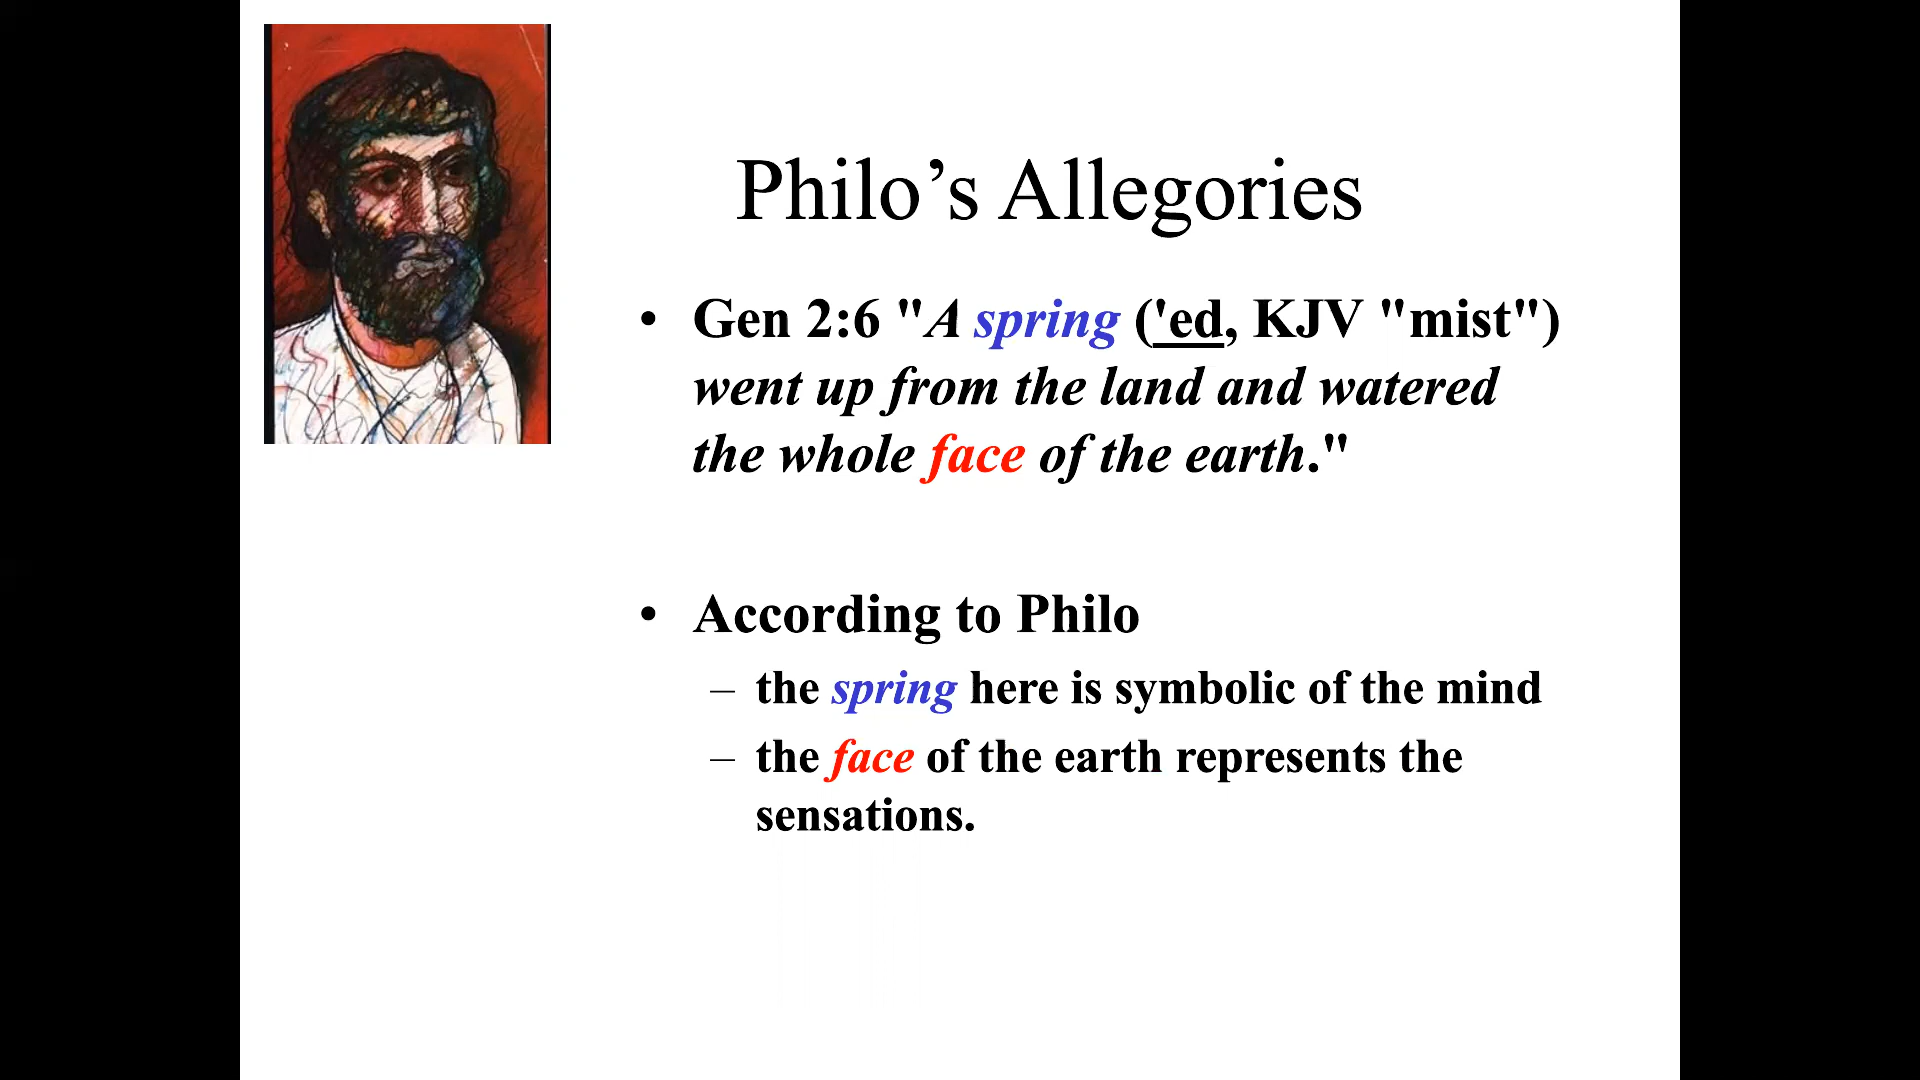 Philo’s Allegories
• Gen 2:6 "A spring ('ed, KJV "mist")
went up from the land and watered
the whole face of the earth."
• According to Philo
– the spring here is symbolic of the mind
– the face of the earth represents the
sensations.